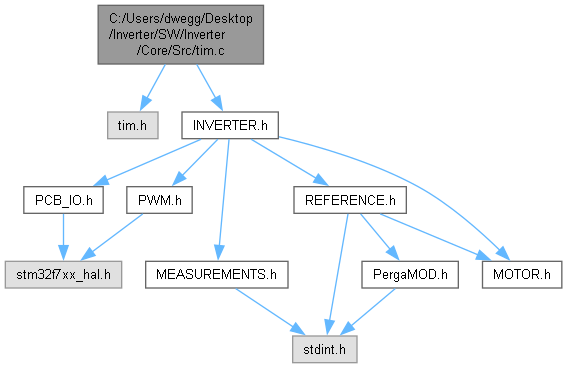 C:/Users/dwegg/Desktop
/Inverter/SW/Inverter
/Core/Src/tim.c
tim.h
INVERTER.h
PCB_IO.h
PWM.h
REFERENCE.h
stm32f7xx_hal.h
MEASUREMENTS.h
PergaMOD.h
MOTOR.h
stdint.h